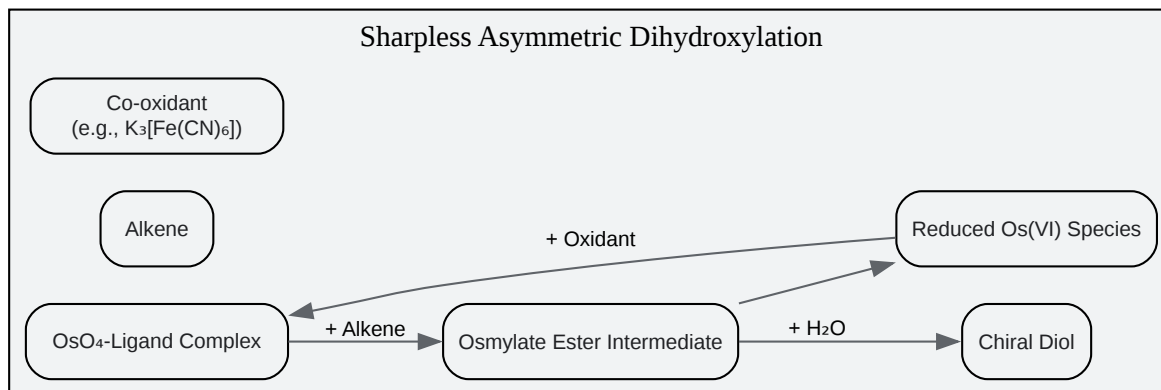 Sharpless Asymmetric Dihydroxylation
Co-oxidant
(e.g., K₃[Fe(CN)₆])
Alkene
Reduced Os(VI) Species
+ Oxidant
OsO₄-Ligand Complex
+ Alkene
Osmylate Ester Intermediate
+ H₂O
Chiral Diol